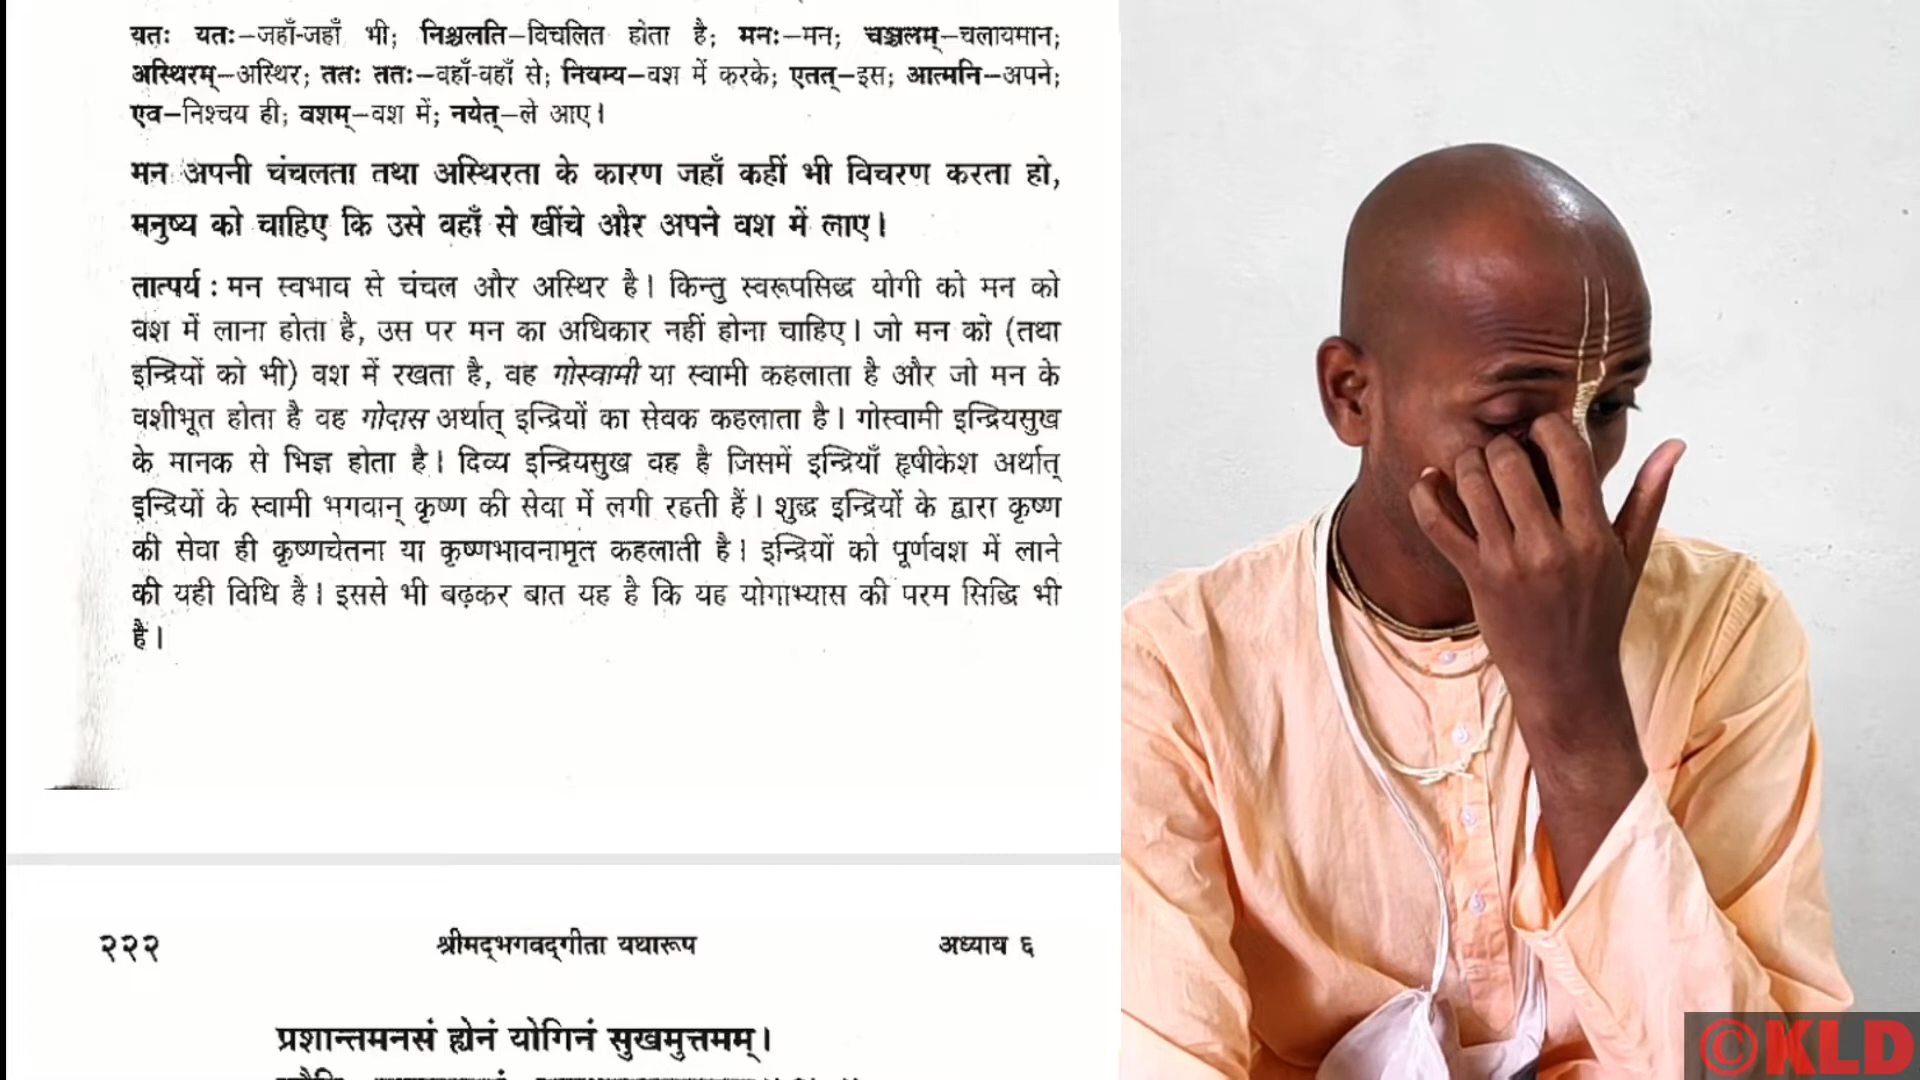 यतः यतः–जहाँ-जहाँ भी; निश्चलति–विचलित होता है; मनः–मन; चञ्चलम्–चलायमान;
अस्थिरम्–अस्थिर; ततः ततः–वहाँ-वहाँ से; नियम्य–वश में करके; एतत्–इस; आत्मनि–अपने;
एव–निश्चय ही; वशम्–वश में; नयेत्–ले आए।
मन अपनी चंचलता तथा अस्थिरता के कारण जहाँ कहीं भी विचरण करता हो,
मनुष्य को चाहिए कि उसे वहाँ से खींचे और अपने वश में लाए।
तात्पर्य : मन स्वभाव से चंचल और अस्थिर है। किन्तु स्वरूपसिद्ध योगी को मन को
वश में लाना होता है, उस पर मन का अधिकार नहीं होना चाहिए। जो मन को (तथा
इन्द्रियों को भी) वश में रखता है, वह गोस्वामी या स्वामी कहलाता है और जो मन के
वशीभूत होता है वह गोदास अर्थात् इन्द्रियों का सेवक कहलाता है। गोस्वामी इन्द्रियसुख
के मानक से भिज्ञ होता है। दिव्य इन्द्रियसुख वह है जिसमें इन्द्रियाँ हृषीकेश अर्थात्
इन्द्रियों के स्वामी भगवान् कृष्ण की सेवा में लगी रहती हैं। शुद्ध इन्द्रियों के द्वारा कृष्ण
की सेवा ही कृष्णचेतना या कृष्णभावनामृत कहलाती है। इन्द्रियों को पूर्णवश में लाने
की यही विधि है। इससे भी बढ़कर बात यह है कि यह योगाभ्यास की परम सिद्धि भी
है।
२२२ श्रीमद्भगवद्गीता यथारूप अध्याय ६
प्रशान्तमनसं ह्येनं योगिनं सुखमुत्तमम्।
©KLD